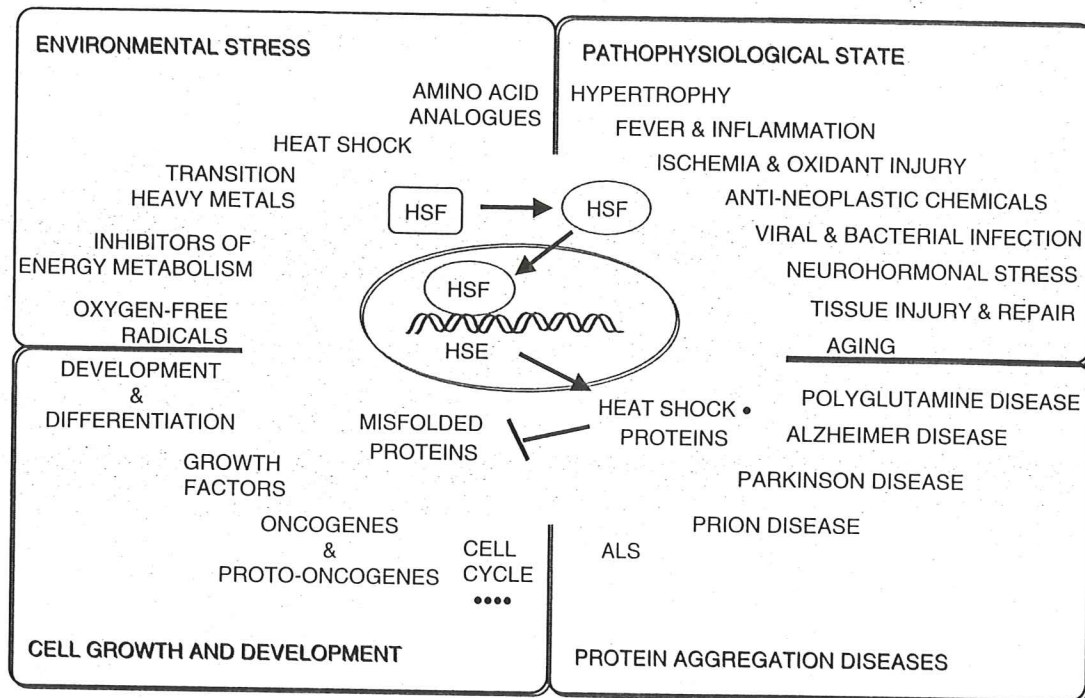 ENVIRONMENTAL STRESS
AMINO ACID
ANALOGUES
HEAT SHOCK
TRANSITION
HEAVY METALS
INHIBITORS OF
ENERGY METABOLISM
OXYGEN-FREE
RADICALS
PATHOPHYSIOLOGICAL STATE
HYPERTROPHY
FEVER & INFLAMMATION
ISCHEMIA & OXIDANT INJURY
ANTI-NEOPLASTIC CHEMICALS
VIRAL & BACTERIAL INFECTION
NEUROHORMONAL STRESS
TISSUE INJURY & REPAIR
AGING
HSF
HSF
HSF
HSE
HEAT SHOCK •
PROTEINS
MISFOLDED
PROTEINS
DEVELOPMENT
&
DIFFERENTIATION
GROWTH
FACTORS
ONCOGENES
&
PROTO-ONCOGENES
CELL
CYCLE
••••
CELL GROWTH AND DEVELOPMENT
POLYGLUTAMINE DISEASE
ALZHEIMER DISEASE
PARKINSON DISEASE
PRION DISEASE
ALS
PROTEIN AGGREGATION DISEASES